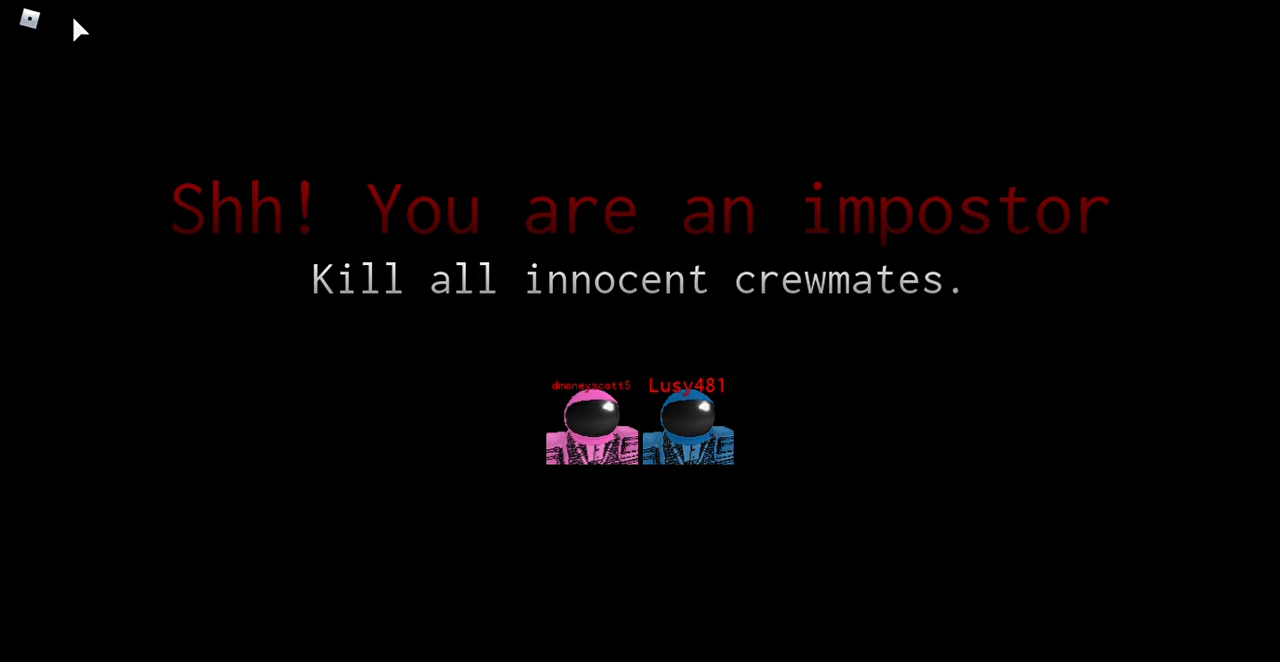 Shh! You are an impostor
Kill all innocent crewmates.
dmoneyscott5 Lusy481